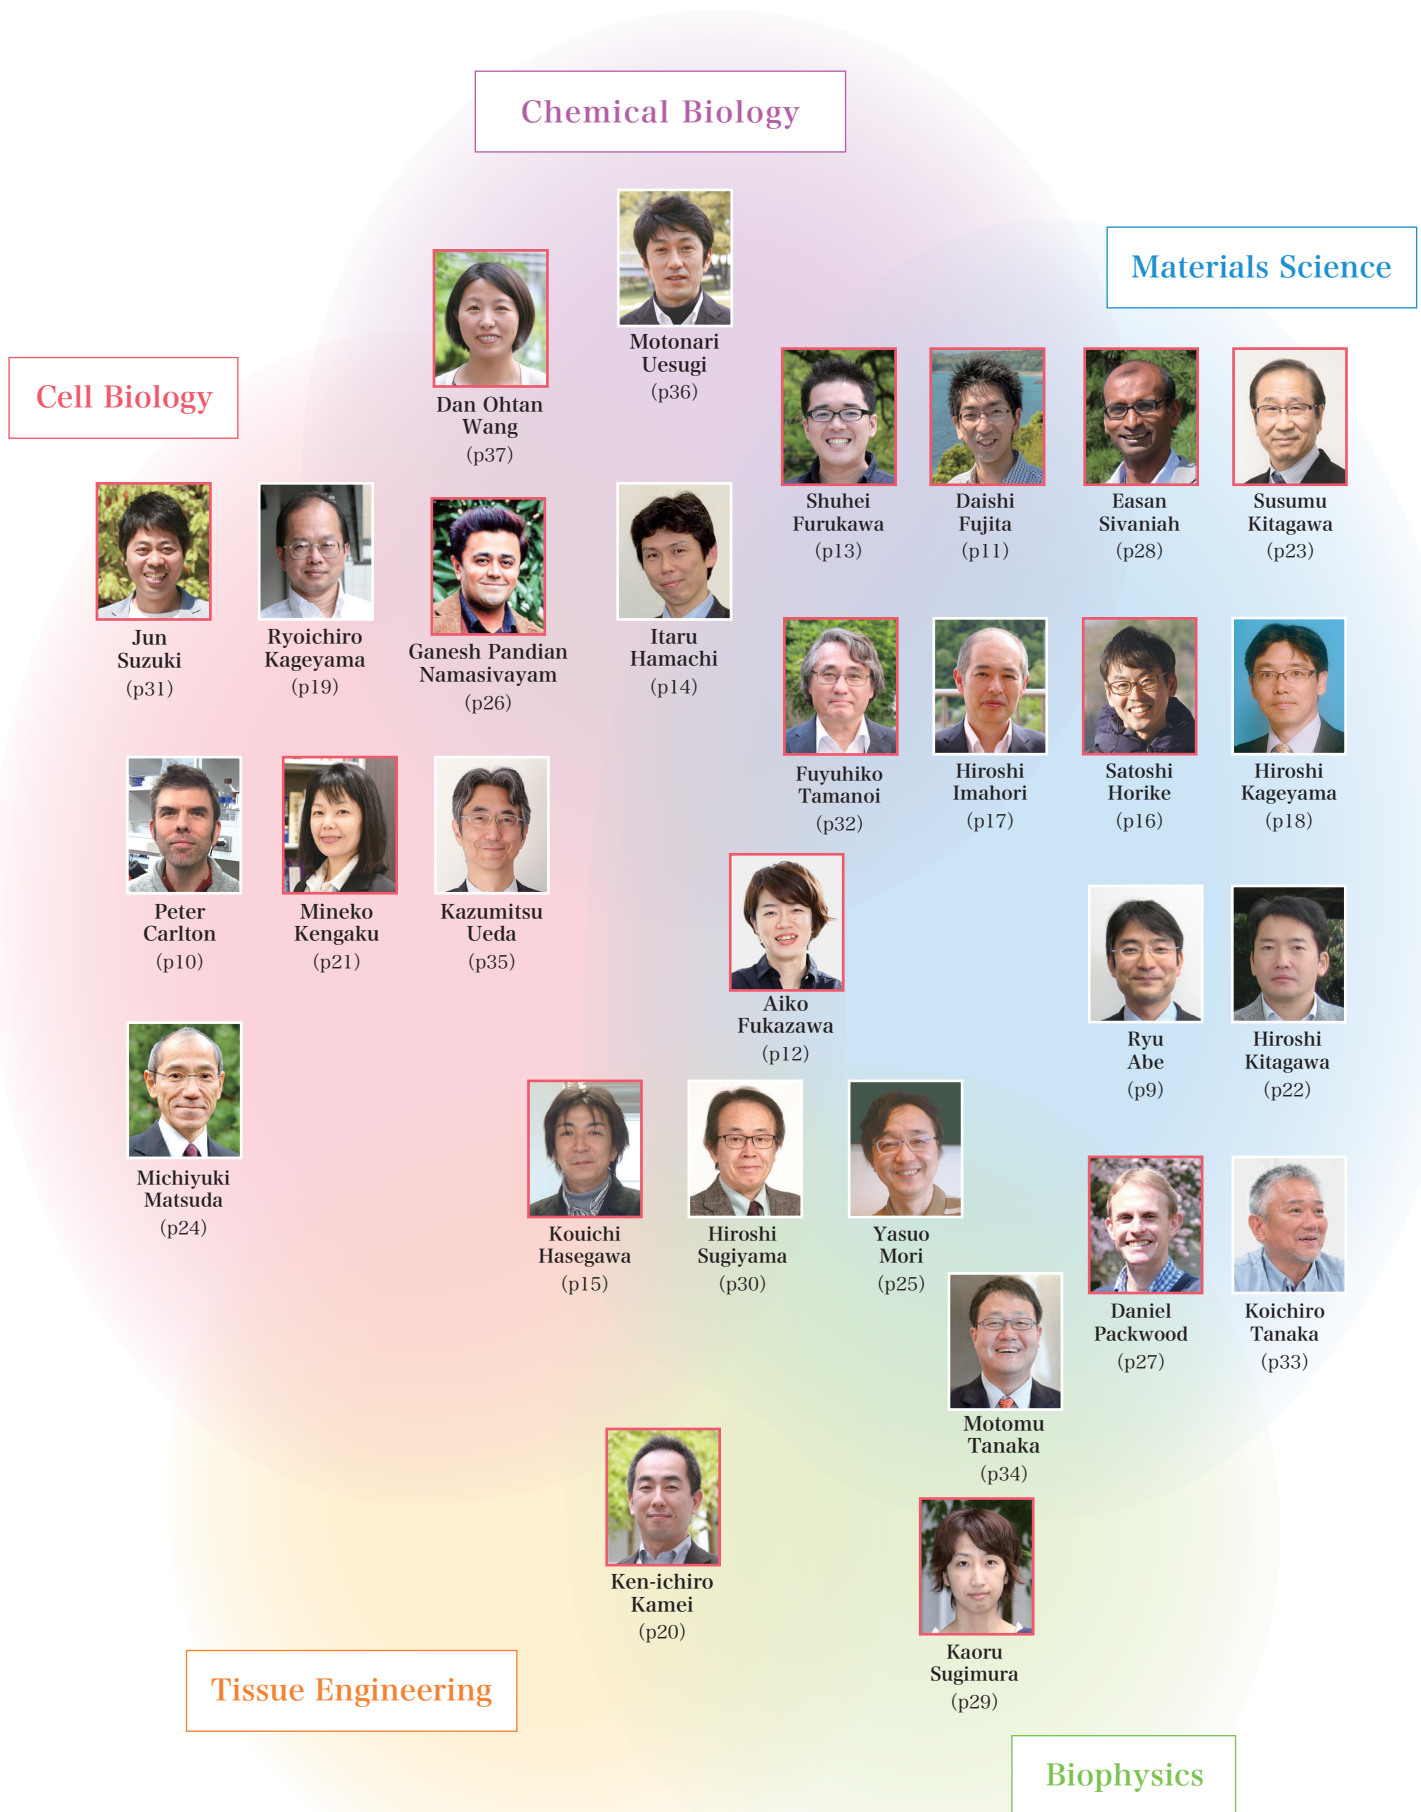 Chemical Biology
Materials Science
Cell Biology
Motonari
Uesugi
(p36)
Dan Ohtan
Wang
(p37)
Shuhei
Furukawa
(p13)
Daishi
Fujita
(p11)
Easan
Sivaniah
(p28)
Susumu
Kitagawa
(p23)
Jun
Suzuki
(p31)
Ryoichiro
Kageyama
(p19)
Ganesh Pandian
Namasivayam
(p26)
Itaru
Hamachi
(p14)
Fuyuhiko
Tamanoi
(p32)
Hiroshi
Imahori
(p17)
Satoshi
Horike
(p16)
Hiroshi
Kageyama
(p18)
Peter
Carlton
(p10)
Mineko
Kengaku
(p21)
Kazumitsu
Ueda
(p35)
Aiko
Fukazawa
(p12)
Ryu
Abe
(p9)
Hiroshi
Kitagawa
(p22)
Michiyuki
Matsuda
(p24)
Kouichi
Hasegawa
(p15)
Hiroshi
Sugiyama
(p30)
Yasuo
Mori
(p25)
Daniel
Packwood
(p27)
Koichiro
Tanaka
(p33)
Motomu
Tanaka
(p34)
Ken-ichiro
Kamei
(p20)
Kaoru
Sugimura
(p29)
Tissue Engineering
Biophysics